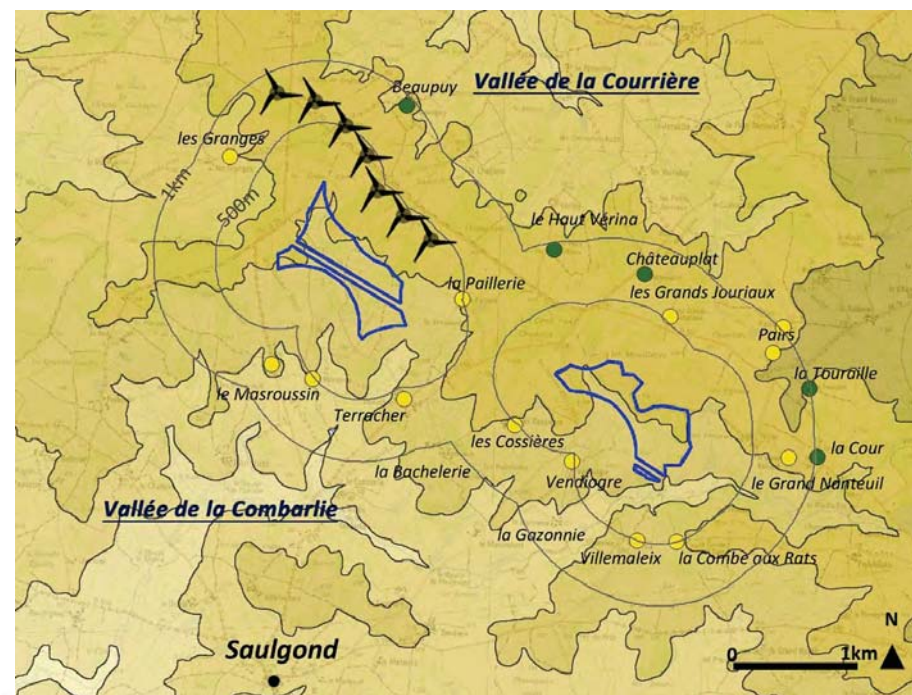 Beaupuy
Vallée de la Courrière
les Granges
1km
500m
le Haut Vérina
Châteauplat
la Paillerie
les Grands Jouriaux
Pairs
la Touraille
le Masroussin
Terracher
les Cossières
la Cour
la Bachelerie
Vendiogre
le Grand Nanteuil
Vallée de la Combarlie
la Gazonnie
Villemaleix
la Combe aux Rats
N
Saulgond
0
1km